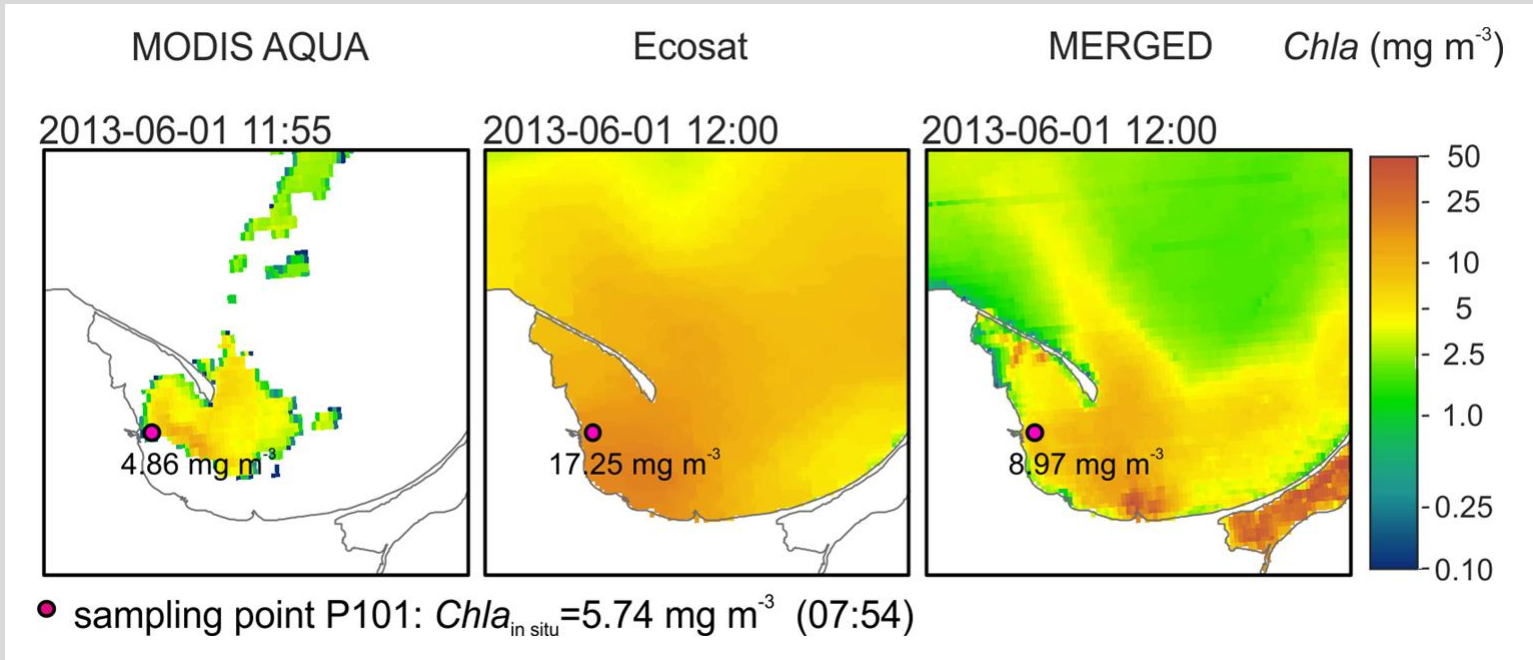 MODIS AQUA
Ecosat
MERGED
Chla (mg m⁻³)
2013-06-01 11:55
2013-06-01 12:00
2013-06-01 12:00
4.86 mg m⁻³
17.25 mg m⁻³
8.97 mg m⁻³
50
25
10
5
2.5
1.0
0.25
0.10
sampling point P101: Chla in situ=5.74 mg m⁻³ (07:54)